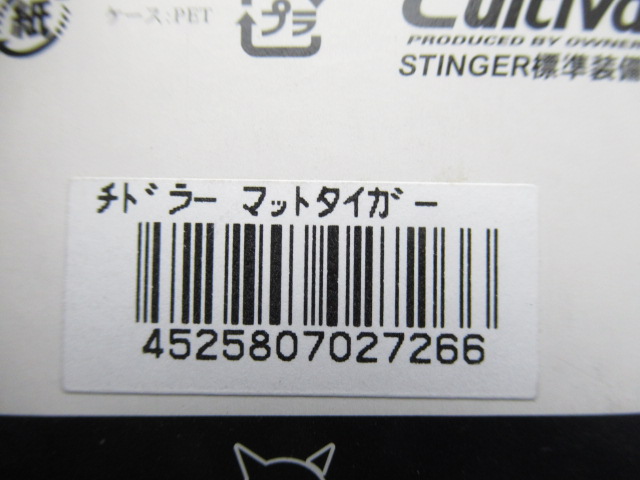 紙
ケース:PET
プラ
Cultiva
PRODUCED BY OWNER
STINGER標準装備
ﾁﾄﾞﾗｰ ﾏｯﾄﾀｲｶﾞｰ
4525807027266